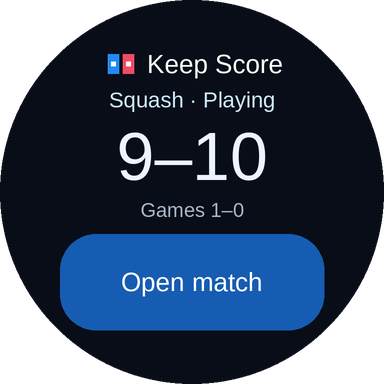 Keep Score
Squash · Playing
9–10
Games 1–0
Open match